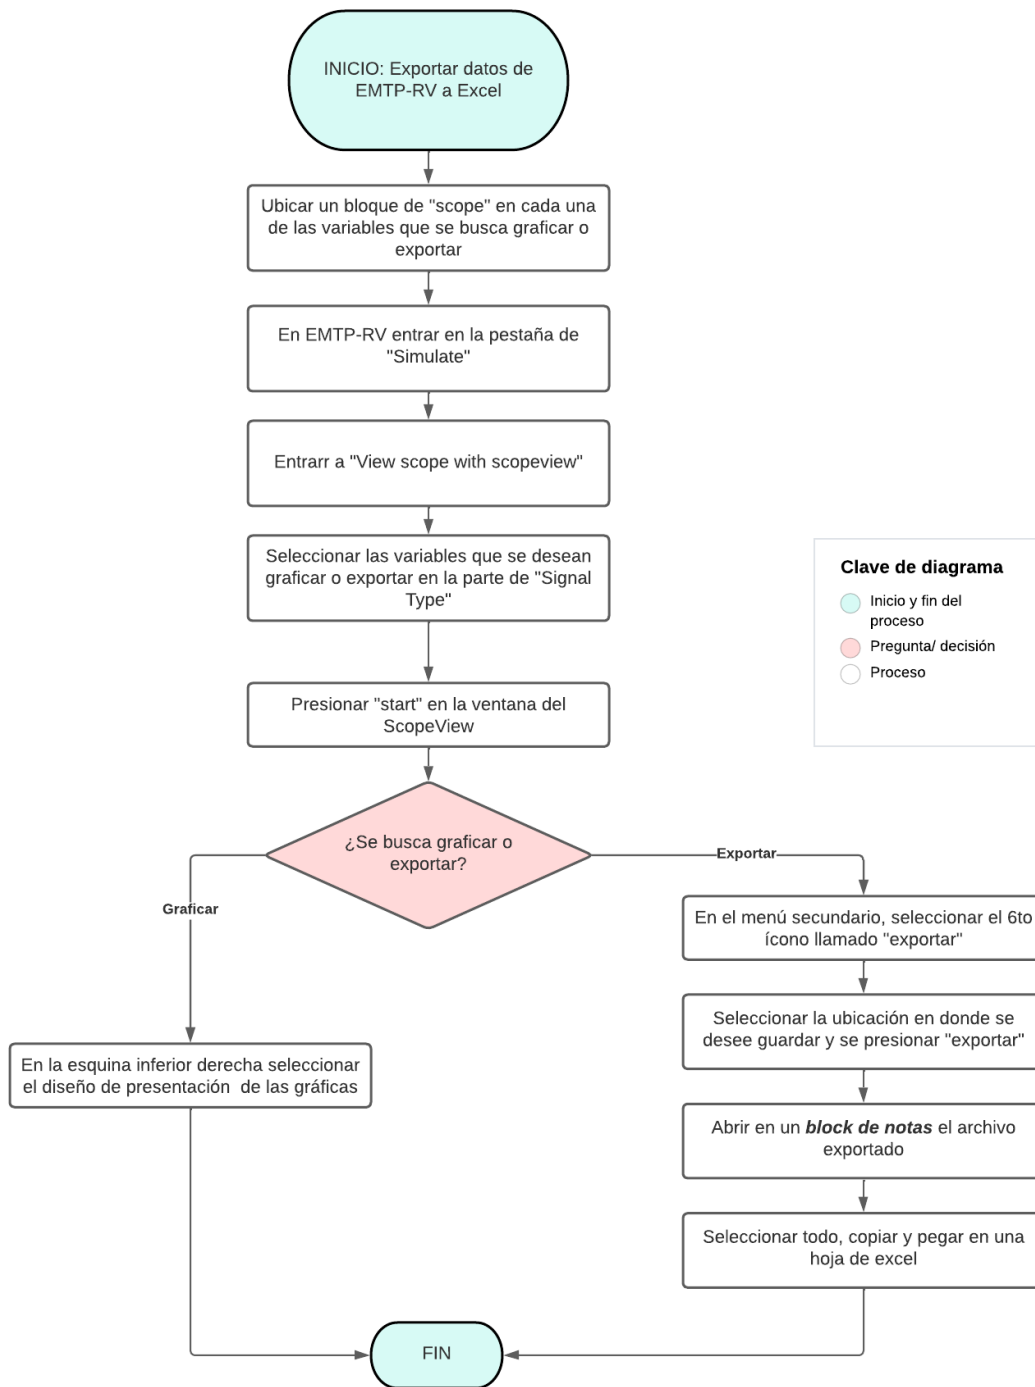 INICIO: Exportar datos de
EMTP-RV a Excel
Ubicar un bloque de "scope" en cada una
de las variables que se busca graficar o
exportar
En EMTP-RV entrar en la pestaña de
"Simulate"
Entrarr a "View scope with scopeview"
Seleccionar las variables que se desean
graficar o exportar en la parte de "Signal
Type"
Clave de diagrama
Inicio y fin del
proceso
Pregunta/ decisión
Proceso
Presionar "start" en la ventana del
ScopeView
¿Se busca graficar o
exportar?
Graficar
Exportar
En la esquina inferior derecha seleccionar
el diseño de presentación  de las gráficas
En el menú secundario, seleccionar el 6to
ícono llamado "exportar"
Seleccionar la ubicación en donde se
desee guardar y se presionar "exportar"
Abrir en un block de notas el archivo
exportado
Seleccionar todo, copiar y pegar en una
hoja de excel
FIN